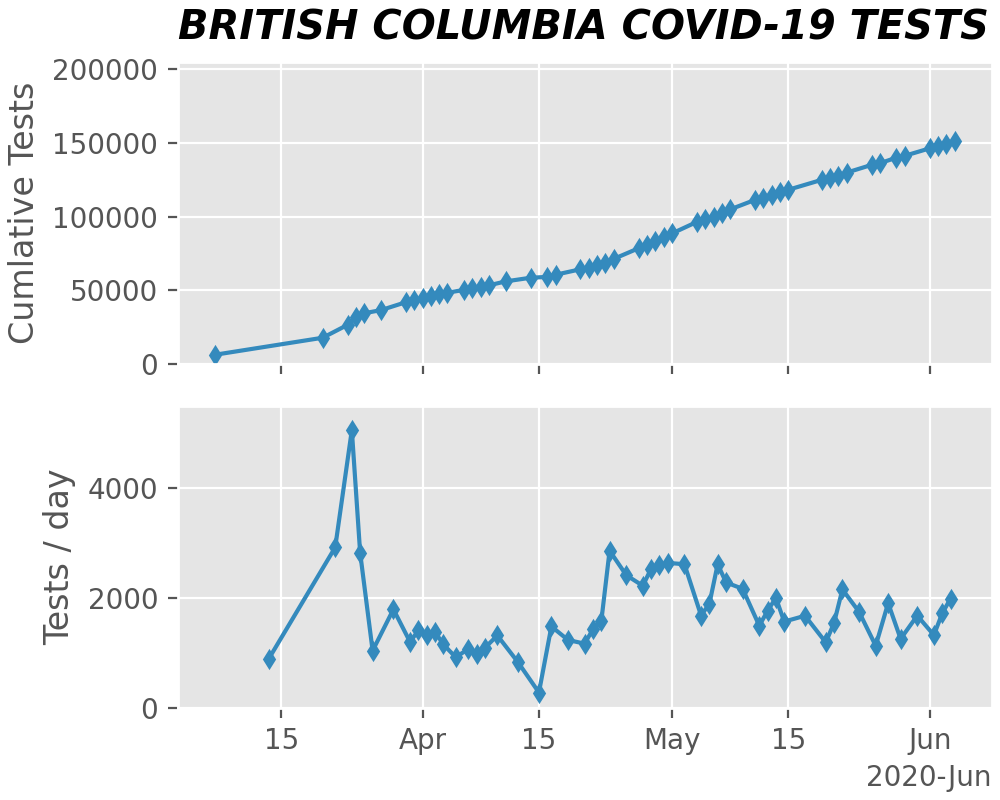 BRITISH COLUMBIA COVID-19 TESTS
200000
150000
100000
50000
0
Cumlative Tests
4000
2000
0
Tests / day
15 Apr 15 May 15 Jun
2020-Jun